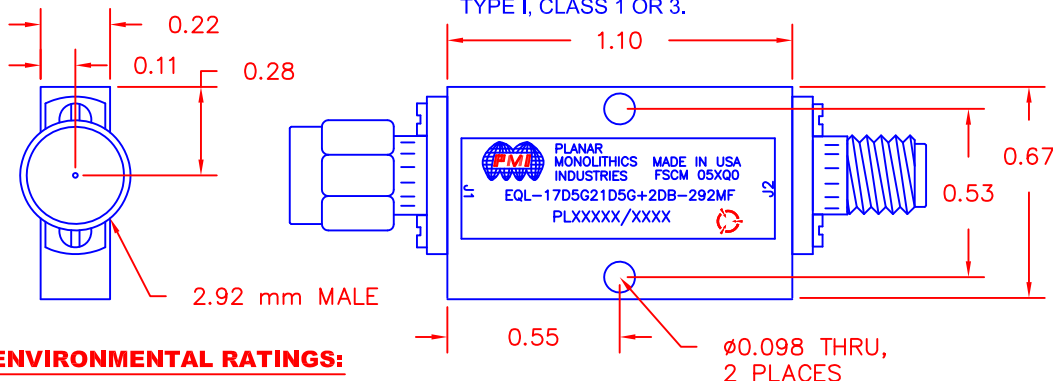 TYPE I, CLASS 1 OR 3.
0.22
1.10
0.11
0.28
PMI
PLANAR
MONOLITHICS
INDUSTRIES
MADE IN USA
FSCM 05XQ0
J1
EQL-17D5G21D5G+2DB-292MF
J2
PLXXXXX/XXXX
0.67
0.53
2.92 mm MALE
0.55
ø0.098 THRU,
2 PLACES
ENVIRONMENTAL RATINGS: